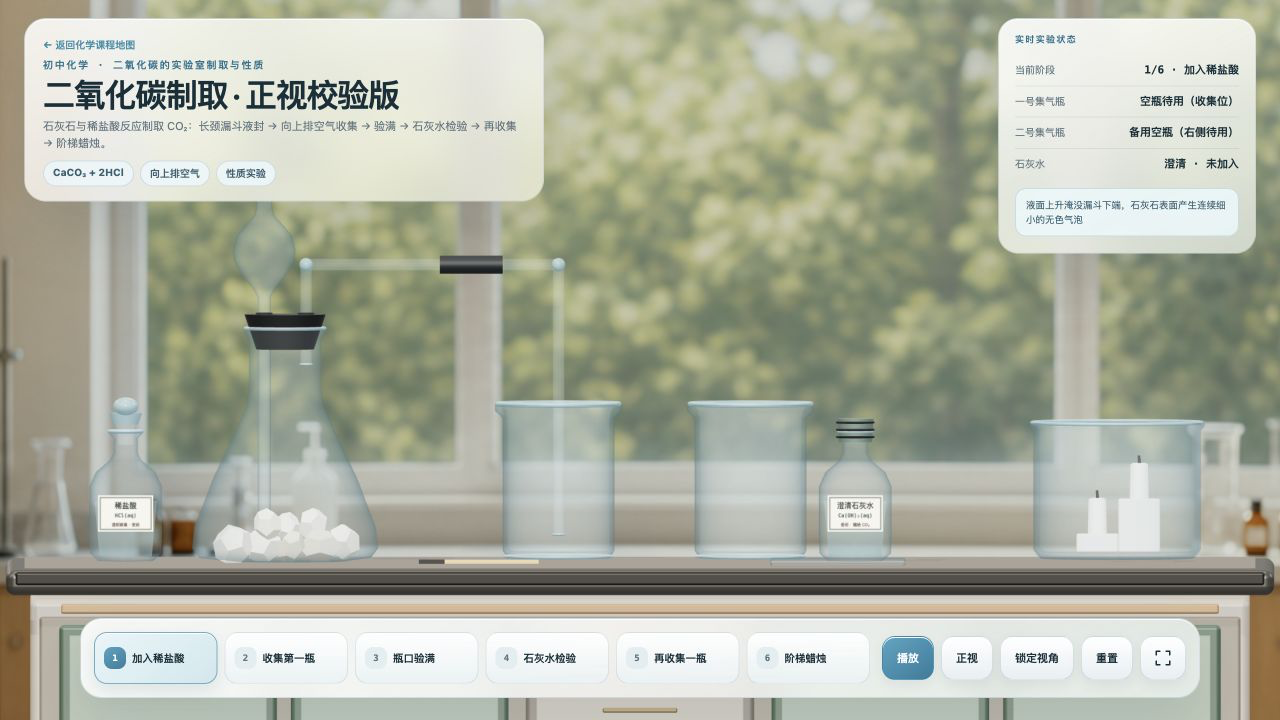 ← 返回化学课程地图
初中化学 · 二氧化碳的实验室制取与性质
二氧化碳制取·正视校验版
石灰石与稀盐酸反应制取 CO₂：长颈漏斗液封 → 向上排空气收集 → 验满 → 石灰水检验 → 再收集
→ 阶梯蜡烛。
CaCO₃ + 2HCl
向上排空气
性质实验
实时实验状态
当前阶段 1/6 · 加入稀盐酸
一号集气瓶 空瓶待用（收集位）
二号集气瓶 备用空瓶（右侧待用）
石灰水 澄清 · 未加入
液面上升淹没漏斗下端，石灰石表面产生连续细
小的无色气泡
稀盐酸
HCl(aq)
澄清石灰水
Ca(OH)₂(aq)
1 加入稀盐酸
2 收集第一瓶
3 瓶口验满
4 石灰水检验
5 再收集一瓶
6 阶梯蜡烛
播放
正视
锁定视角
重置